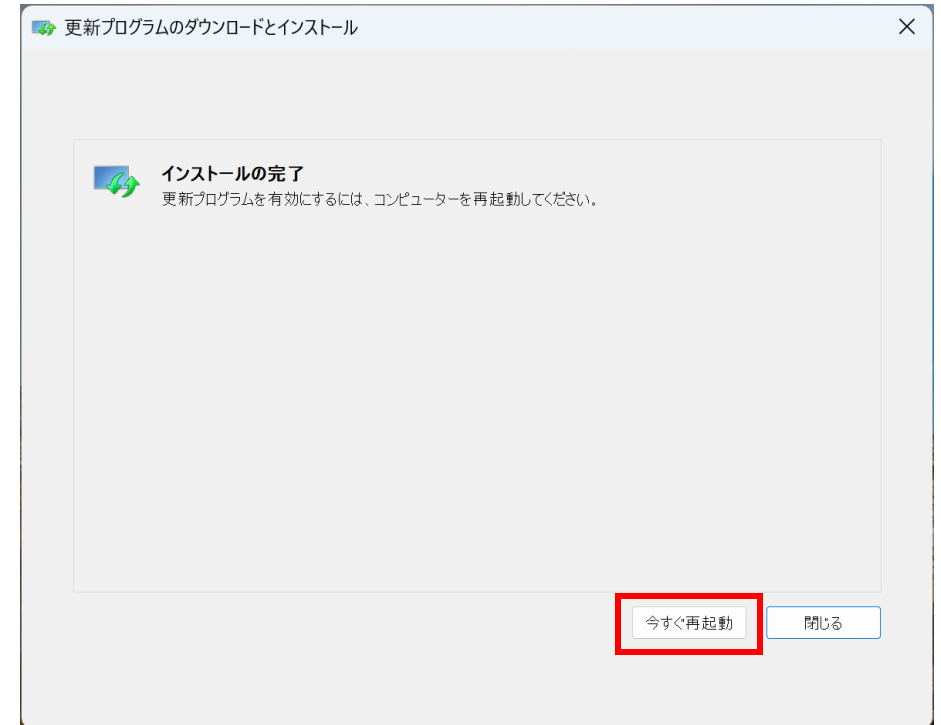 更新プログラムのダウンロードとインストール
インストールの完了
更新プログラムを有効にするには、コンピューターを再起動してください。
今すぐ再起動
閉じる